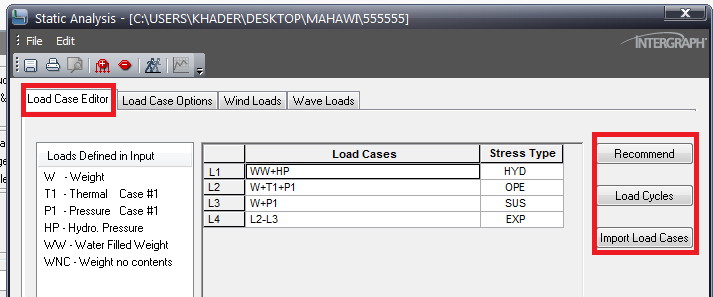 Static Analysis - [C:\USERS\KHADER\DESKTOP\MAHAWI\555555]
File Edit
INTERGRAPH
Load Case Editor Load Case Options Wind Loads Wave Loads
Loads Defined in Input
W - Weight
T1 - Thermal Case #1
P1 - Pressure Case #1
HP - Hydro. Pressure
WW - Water Filled Weight
WNC - Weight no contents
Load Cases Stress Type
L1 WW+HP HYD
L2 W+T1+P1 OPE
L3 W+P1 SUS
L4 L2-L3 EXP
Recommend
Load Cycles
Import Load Cases